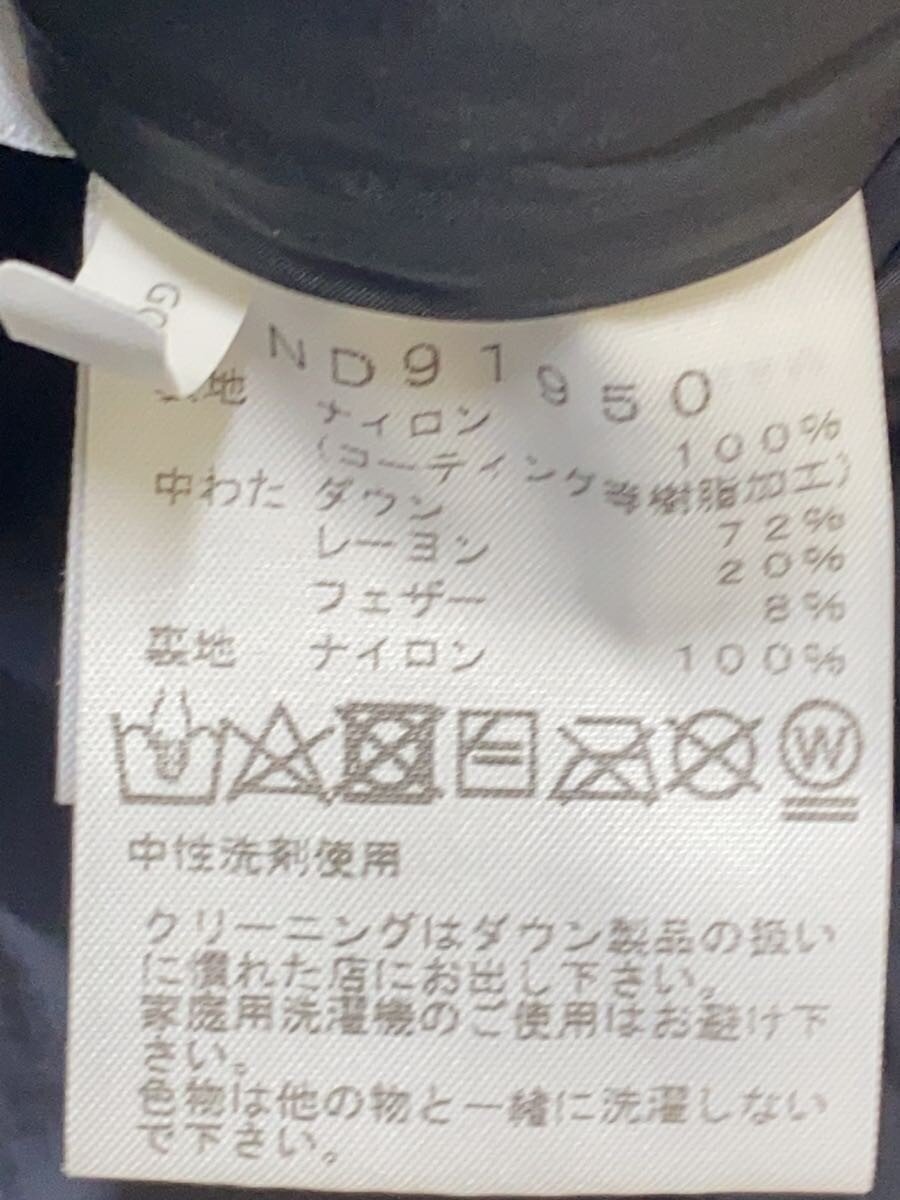 ND91950
地 ナイロン 100%
(コーティング等樹脂加工)
中わた ダウン 72%
レーヨン 20%
フェザー 8%
地 ナイロン 100%
W
中性洗剤使用
クリーニングはダウン製品の扱い
に慣れた店にお出し下さい。
家庭用洗濯機のご使用はお避け下
さい。
色物は他の物と一緒に洗濯しない
で下さい。